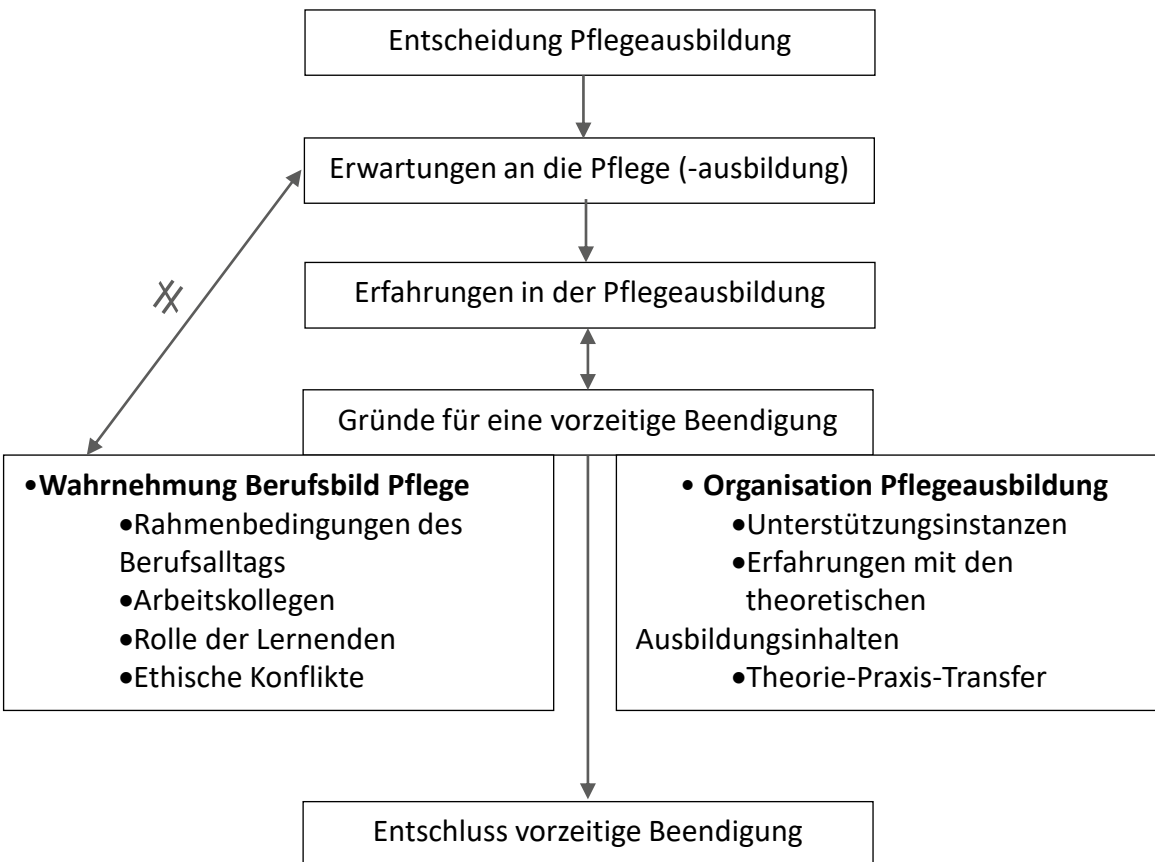 Entscheidung Pflegeausbildung
Erwartungen an die Pflege (-ausbildung)
Erfahrungen in der Pflegeausbildung
Gründe für eine vorzeitige Beendigung
•Wahrnehmung Berufsbild Pflege
•Rahmenbedingungen des
Berufsalltags
•Arbeitskollegen
•Rolle der Lernenden
•Ethische Konflikte
• Organisation Pflegeausbildung
•Unterstützungsinstanzen
•Erfahrungen mit den
theoretischen
Ausbildungsinhalten
•Theorie-Praxis-Transfer
Entschluss vorzeitige Beendigung